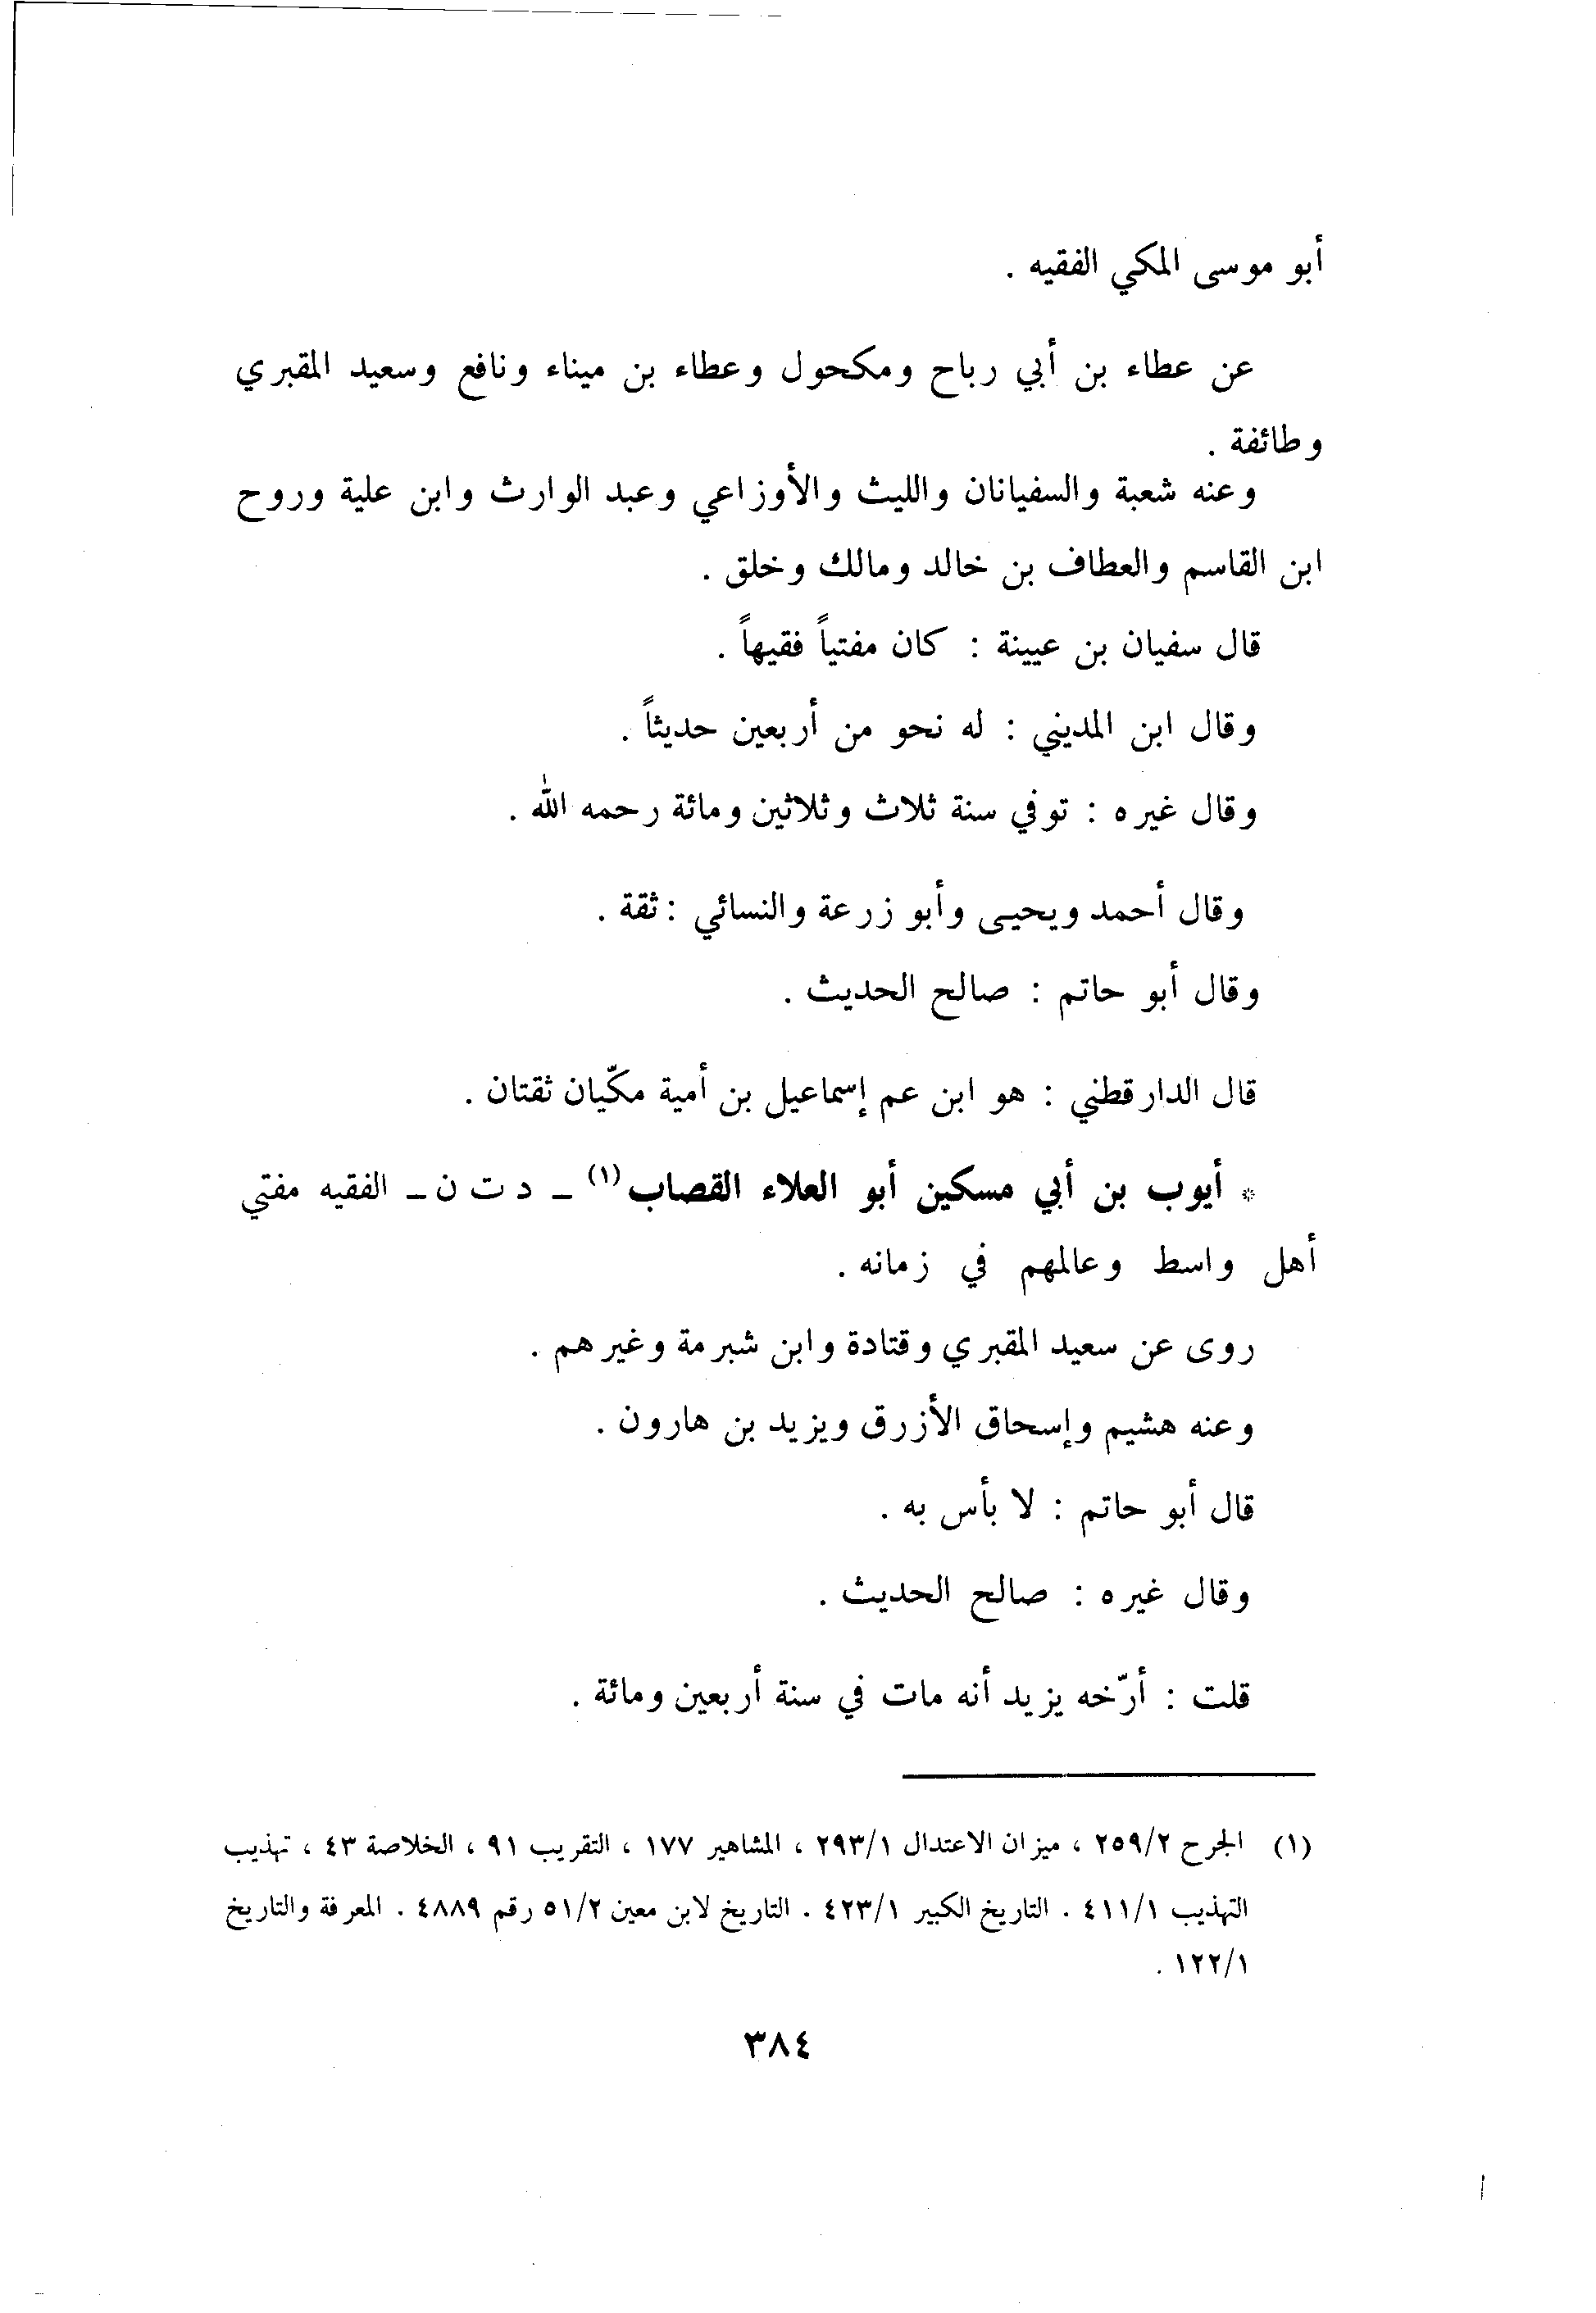 أبو موسى المكي الفقيه .
عن عطاء بن أبي رباح ومكحول وعطاء بن ميناء ونافع وسعيد المقبري
وطائفة .
وعنه شعبة والسفيانان والليث والأوزاعي وعبد الوارث وابن علية وروح
ابن القاسم والعطاف بن خالد ومالك وخلق .
قال سفيان بن عيينة : كان مفتياً فقيهاً .
وقال ابن المديني : له نحو من أربعين حديثاً .
وقال غيره : توفي سنة ثلاث وثلاثين ومائة رحمه الله .
وقال أحمد ويحيـى وأبو زرعة والنسائي : ثقة .
وقال أبو حاتم : صالح الحديث .
قال الدارقطني : هو ابن عم إسماعيل بن أمية مكّيان ثقتان .
* أيوب بن أبي مسكين أبو العلاء القصاب(١) ـ د ت ن ـ الفقيه مفتي
أهل واسط وعالمهم في زمانه .
روى عن سعيد المقبري وقتادة وابن شبرمة وغيرهم .
وعنه هشيم وإسحاق الأزرق ويزيد بن هارون .
قال أبو حاتم : لا بأس به .
وقال غيره : صالح الحديث .
قلت : أرّخه يزيد أنه مات في سنة أربعين ومائة .
(١) الجرح ٢٥٩/٢ ، ميزان الاعتدال ٢٩٣/١ ، المشاهير ١٧٧ ، التقريب ٩١ ، الخلاصة ٤٣ ، تهذيب
التهذيب ٤١١/١ . التاريخ الكبير ٤٢٣/١ . التاريخ لابن معين ٥١/٢ رقم ٤٨٨٩ . المعرفة والتاريخ
١٢٢/١ .
٣٨٤